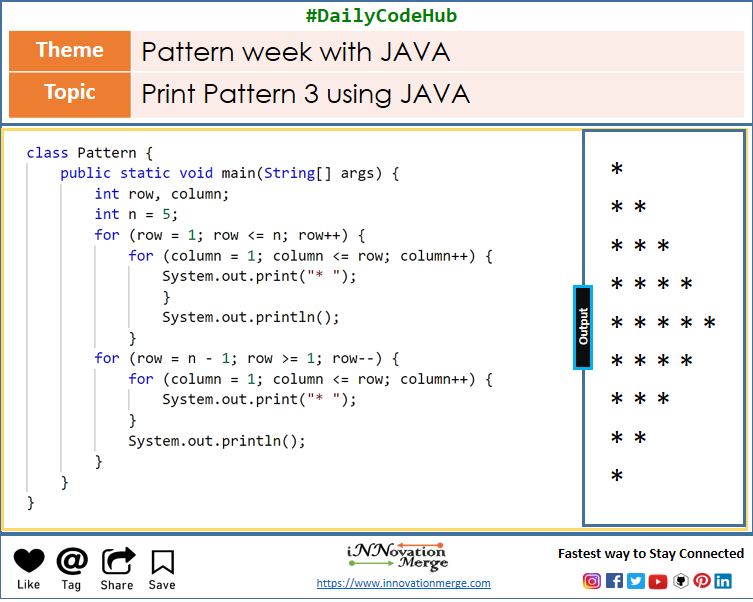 #DailyCodeHub
Theme
Pattern week with JAVA
Topic
Print Pattern 3 using JAVA
class Pattern {
    public static void main(String[] args) {
        int row, column;
        int n = 5;
        for (row = 1; row <= n; row++) {
            for (column = 1; column <= row; column++) {
                System.out.print("* ");
                }
                System.out.println();
            }
        for (row = n - 1; row >= 1; row--) {
            for (column = 1; column <= row; column++) {
                System.out.print("* ");
            }
            System.out.println();
        }
    }
}
Output
*
* *
* * *
* * * *
* * * * *
* * * *
* * *
* *
*
Like
Tag
Share
Save
iNNovation
Merge
https://www.innovationmerge.com
Fastest way to Stay Connected